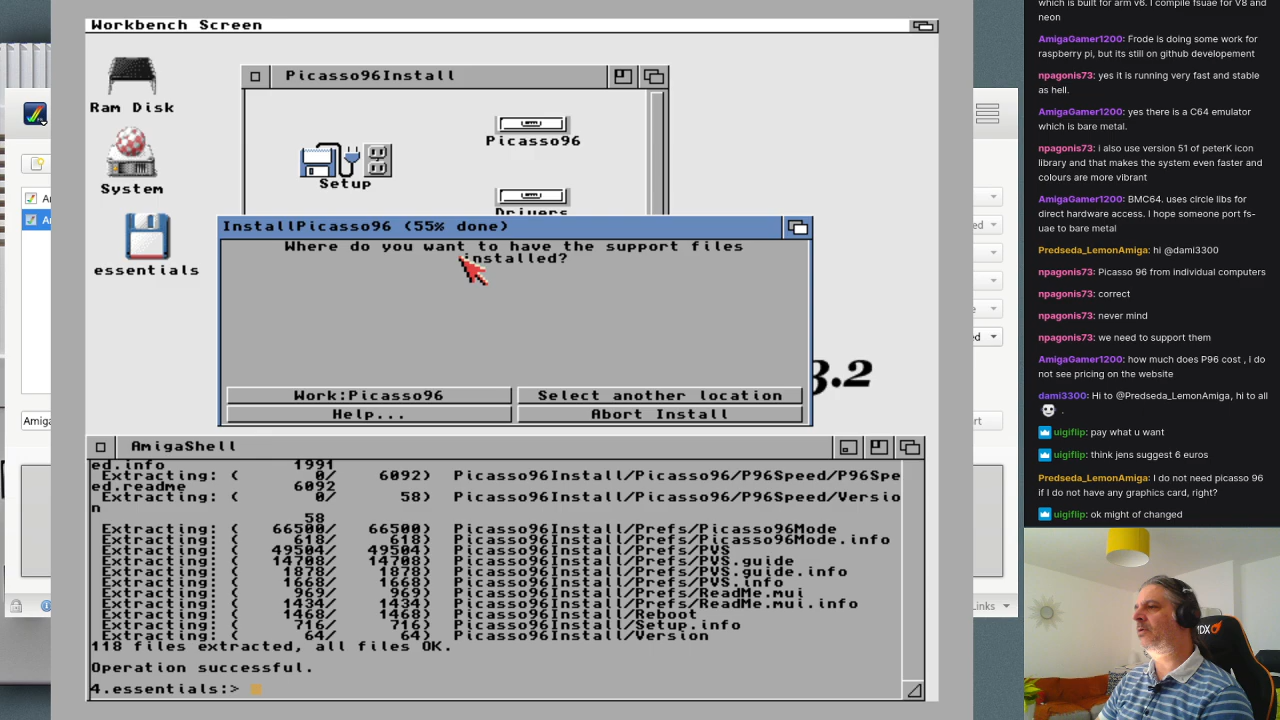 Workbench Screen
Ram Disk
System
essentials
Picasso96Install
Setup
Picasso96
Drivers
InstallPicasso96 (55% done)
Where do you want to have the support files
installed?
Work:Picasso96
Select another location
Help...
Abort Install
3.2
AmigaShell
ed.info 1991
Extracting: ( 0/ 6092) Picasso96Install/Picasso96/P96Speed/P96Spe
ed.readme 6092
Extracting: ( 0/ 58) Picasso96Install/Picasso96/P96Speed/Versio
n
58
Extracting: ( 66500/ 66500) Picasso96Install/Prefs/Picasso96Mode
Extracting: ( 618/ 618) Picasso96Install/Prefs/Picasso96Mode.info
Extracting: ( 49504/ 49504) Picasso96Install/Prefs/PVS
Extracting: ( 14708/ 14708) Picasso96Install/Prefs/PVS.guide
Extracting: ( 1878/ 1878) Picasso96Install/Prefs/PVS.guide.info
Extracting: ( 1668/ 1668) Picasso96Install/Prefs/PVS.info
Extracting: ( 969/ 969) Picasso96Install/Prefs/ReadMe.mui
Extracting: ( 1434/ 1434) Picasso96Install/Prefs/ReadMe.mui.info
Extracting: ( 1468/ 1468) Picasso96Install/Reboot
Extracting: ( 716/ 716) Picasso96Install/Setup.info
Extracting: ( 64/ 64) Picasso96Install/Version
118 files extracted, all files OK.
Operation successful.
4.essentials:>
Amiga
Links
which is built for arm v6. I compile fsuae for V8 and
neon
AmigaGamer1200: Frode is doing some work for
raspberry pi, but its still on github developement
npagonis73: yes it is running very fast and stable
as hell.
AmigaGamer1200: yes there is a C64 emulator
which is bare metal.
npagonis73: i also use version 51 of peterK icon
library and that makes the system even faster and
colours are more vibrant
AmigaGamer1200: BMC64. uses circle libs for
direct hardware access. I hope someone port fs-
uae to bare metal
Predseda_LemonAmiga: hi @dami3300
npagonis73: Picasso 96 from individual computers
npagonis73: correct
npagonis73: never mind
npagonis73: we need to support them
AmigaGamer1200: how much does P96 cost , I do
not see pricing on the website
dami3300: Hi to @Predseda_LemonAmiga, hi to all
.
uigiflip: pay what u want
uigiflip: think jens suggest 6 euros
Predseda_LemonAmiga: I do not need picasso 96
if I do not have any graphics card, right?
uigiflip: ok might of changed